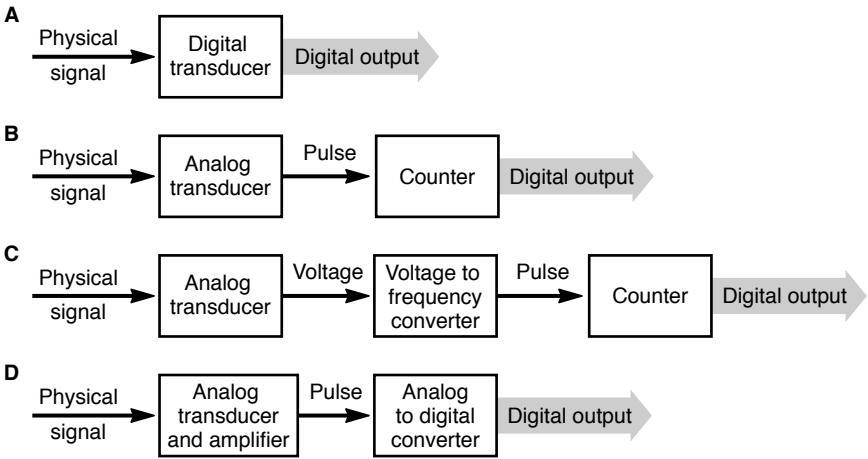 A
Physical
signal
Digital
transducer
Digital output
B
Physical
signal
Analog
transducer
Pulse
Counter
Digital output
C
Physical
signal
Analog
transducer
Voltage
Voltage to
frequency
converter
Pulse
Counter
Digital output
D
Physical
signal
Analog
transducer
and amplifier
Pulse
Analog
to digital
converter
Digital output